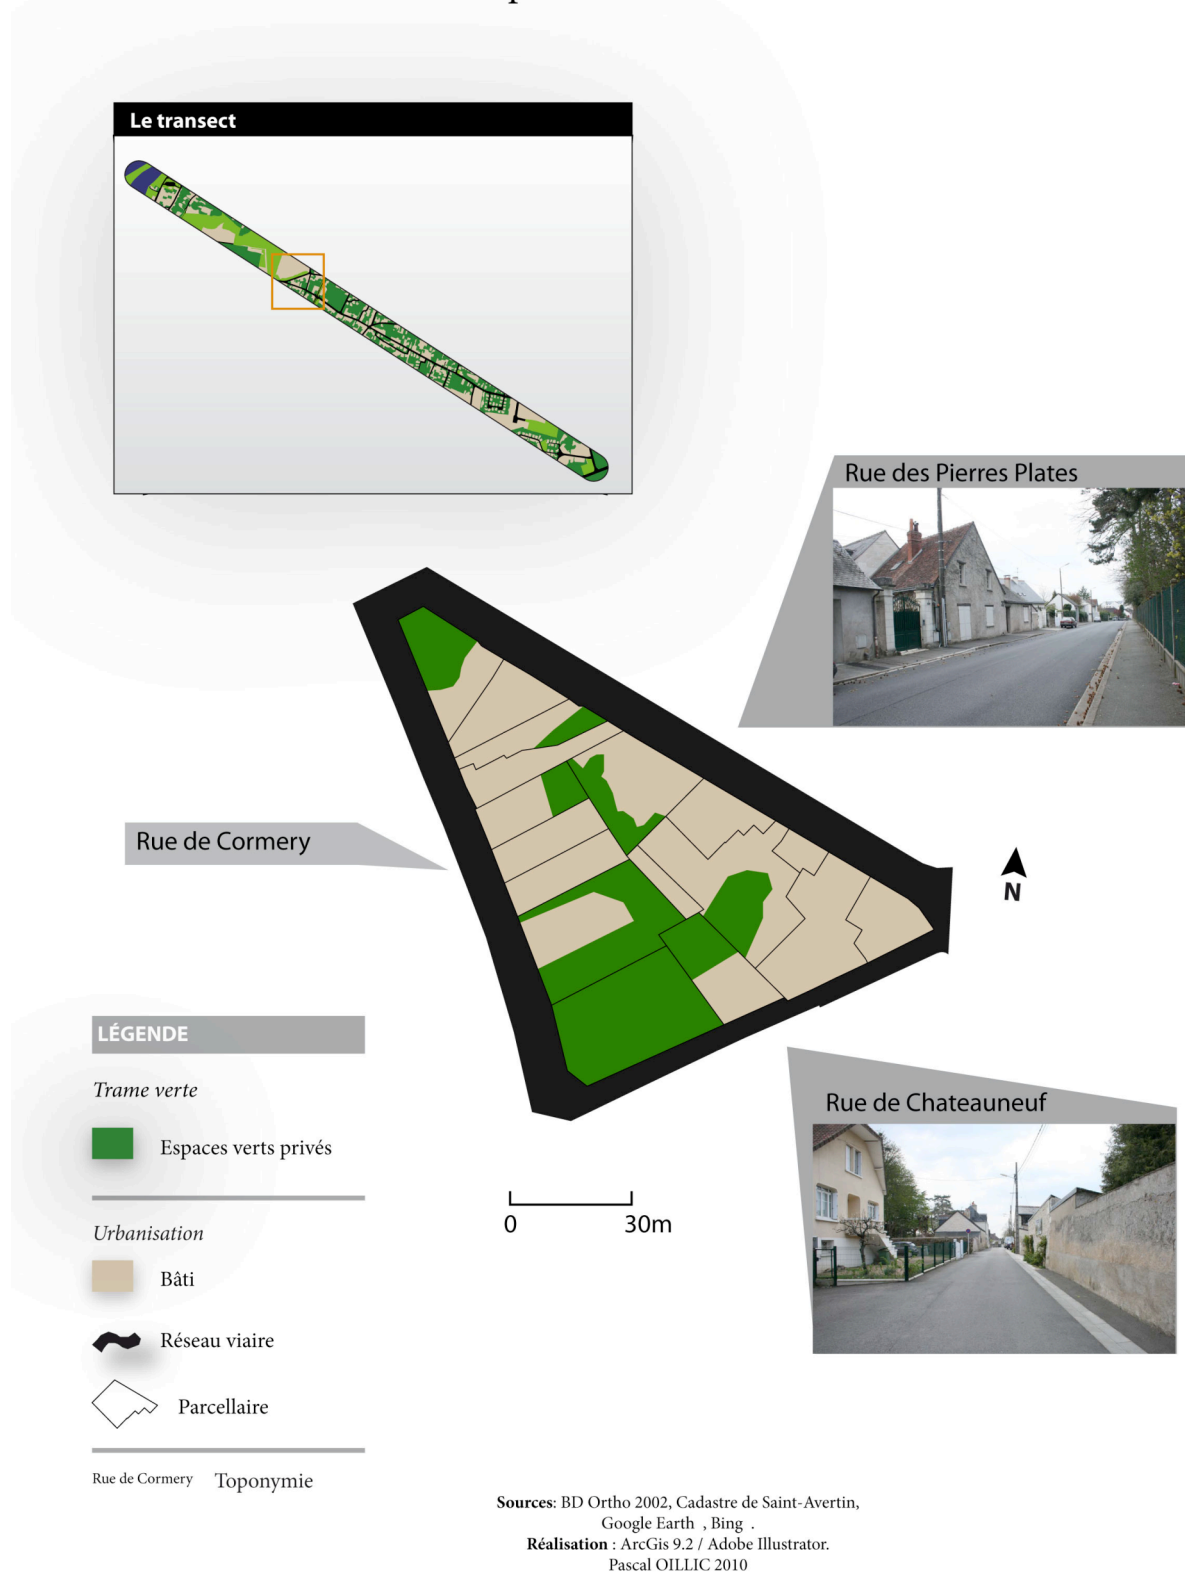 Le transect
Rue des Pierres Plates
Rue de Cormery
N
LÉGENDE
Trame verte
Espaces verts privés
Urbanisation
Bâti
Réseau viaire
Parcellaire
Rue de Cormery Toponymie
0 30m
Rue de Chateauneuf
Sources: BD Ortho 2002, Cadastre de Saint-Avertin,
Google Earth , Bing .
Réalisation : ArcGis 9.2 / Adobe Illustrator.
Pascal OILLIC 2010